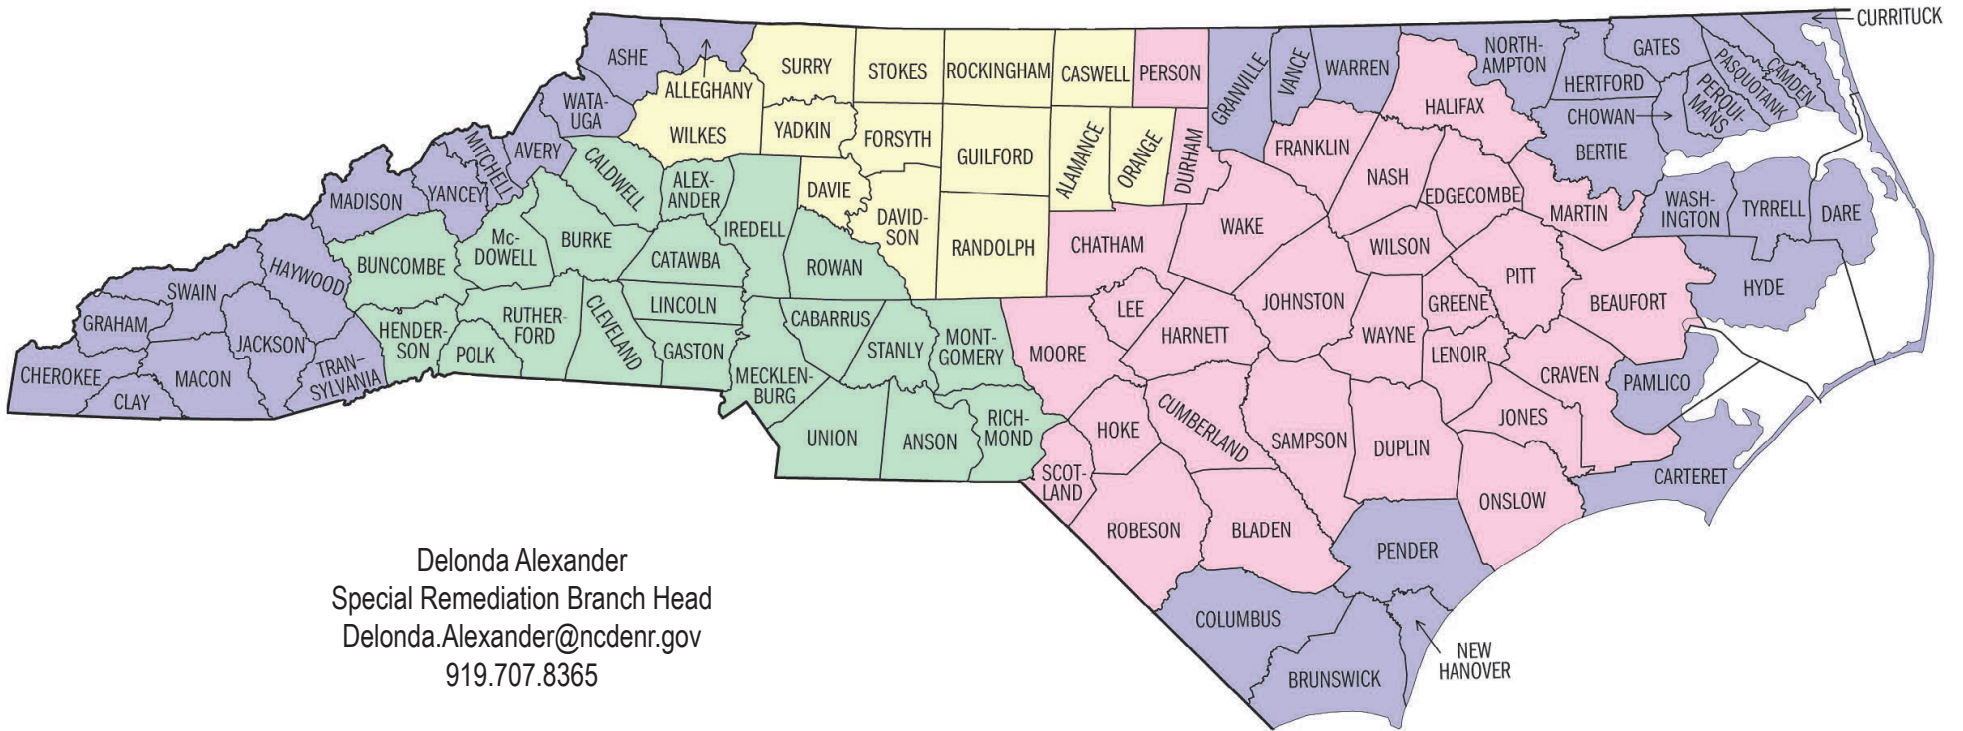 CURRITUCK
ASHE
ALLEGHANY
SURRY
STOKES
ROCKINGHAM
CASWELL
PERSON
GRANVILLE
VANCE
WARREN
NORTH-
AMPTON
HERTFORD
GATES
PASQUOTANK
CAMDEN
PERQUI-
MANS
CHOWAN
HALIFAX
BERTIE
WATA-
UGA
WILKES
YADKIN
FORSYTH
GUILFORD
ALAMANCE
ORANGE
DURHAM
FRANKLIN
NASH
EDGECOMBE
MARTIN
WASH-
INGTON
TYRRELL
DARE
MITCHELL
AVERY
CALDWELL
ALEX-
ANDER
DAVIE
DAVID-
SON
MADISON
YANCEY
IREDELL
RANDOLPH
CHATHAM
WAKE
WILSON
PITT
BEAUFORT
HYDE
BUNCOMBE
Mc-
DOWELL
BURKE
CATAWBA
ROWAN
HAYWOOD
SWAIN
GRAHAM
JACKSON
HENDER-
SON
RUTHER-
FORD
POLK
CLEVELAND
LINCOLN
GASTON
CABARRUS
STANLY
MONT-
GOMERY
MOORE
LEE
HARNETT
JOHNSTON
WAYNE
GREENE
LENOIR
CRAVEN
PAMLICO
CHEROKEE
CLAY
MACON
TRAN-
SYLVANIA
MECKLEN-
BURG
UNION
ANSON
RICH-
MOND
SCOT-
LAND
HOKE
CUMBERLAND
SAMPSON
DUPLIN
JONES
ONSLOW
CARTERET
ROBESON
BLADEN
PENDER
COLUMBUS
BRUNSWICK
NEW
HANOVER
Delonda Alexander
Special Remediation Branch Head
Delonda.Alexander@ncdenr.gov
919.707.8365